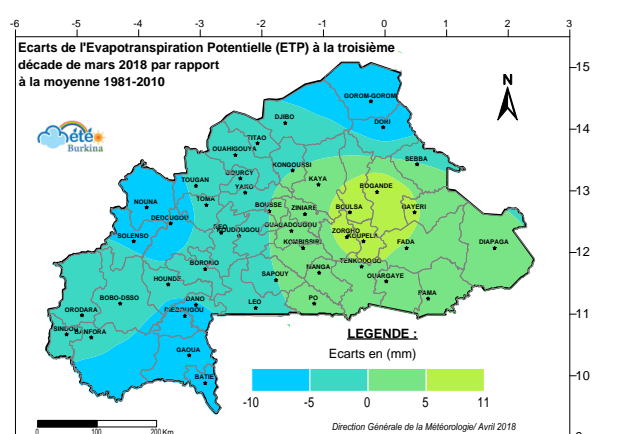 -6 -5 -4 -3 -2 -1 0 1 2 3
Ecarts de l'Evapotranspiration Potentielle (ETP) à la troisième
décade de mars 2018 par rapport
à la moyenne 1981-2010
15
N
GOROM-GOROM
DJIBO
météo
Burkina
DORI
14
TITAO
OUAHIGOUYA
SEBBA
KONGOUSSI
GOURCY
KAYA
TOUGAN
YAKO
BOGANDE
13
NOUNA
TOMA
BOUSSE
ZINIARE
BOULSA
GAYERI
DEDOUGOU
OUAGADOUGOU
ZORGHO
SOLENSO
KOUDOUGOU
KOUPELA
KOMBISSIRI
FADA
DIAPAGA
12
BOROMO
TENKODOGO
MANGA
SAPOUY
OUARGAYE
HOUNDE
PAMA
BOBO-DSSO
DANO
LEO
PO
ORODARA
DIEBOUGOU
11
SINDOU
BANFORA
LEGENDE :
GAOUA
Ecarts en (mm)
BATIE
10
-10 -5 0 5 11
0 100 200 Km
Direction Générale de la Météorologie/ Avril 2018